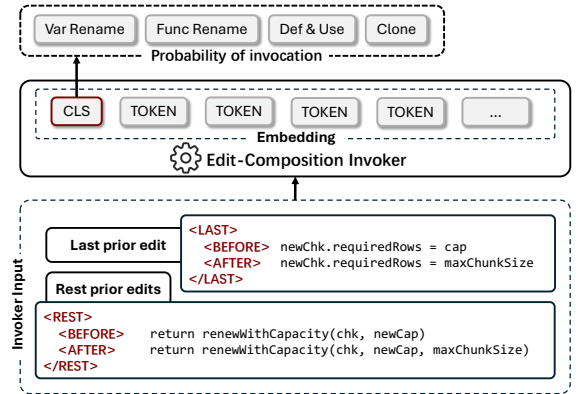 Var Rename Func Rename Def & Use Clone
Probability of invocation
CLS TOKEN TOKEN TOKEN TOKEN ...
Embedding
Edit-Composition Invoker
Invoker Input
Last prior edit
<LAST>
<BEFORE> newChk.requiredRows = cap
<AFTER> newChk.requiredRows = maxChunkSize
</LAST>
Rest prior edits
<REST>
<BEFORE> return renewWithCapacity(chk, newCap)
<AFTER> return renewWithCapacity(chk, newCap, maxChunkSize)
</REST>